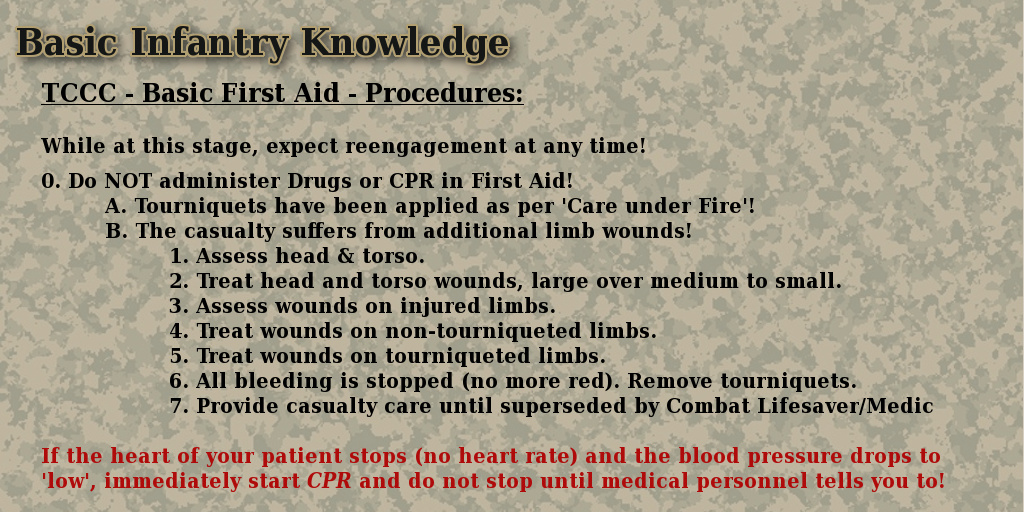 Basic Infantry Knowledge
TCCC - Basic First Aid - Procedures:
While at this stage, expect reengagement at any time!
0. Do NOT administer Drugs or CPR in First Aid!
A. Tourniquets have been applied as per 'Care under Fire'!
B. The casualty suffers from additional limb wounds!
1. Assess head & torso.
2. Treat head and torso wounds, large over medium to small.
3. Assess wounds on injured limbs.
4. Treat wounds on non-tourniqueted limbs.
5. Treat wounds on tourniqueted limbs.
6. All bleeding is stopped (no more red). Remove tourniquets.
7. Provide casualty care until superseded by Combat Lifesaver/Medic
If the heart of your patient stops (no heart rate) and the blood pressure drops to
'low', immediately start CPR and do not stop until medical personnel tells you to!